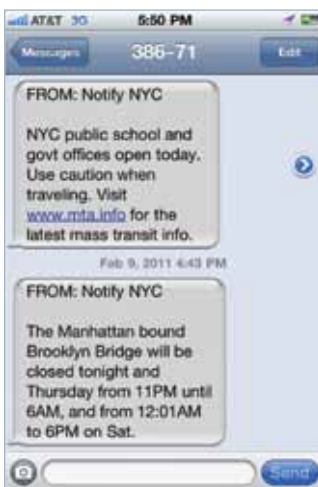 AT&T 3G 5:50 PM
Messages 386-71 Edit
FROM: Notify NYC
NYC public school and
govt offices open today.
Use caution when
traveling. Visit
www.mta.info for the
latest mass transit info.
Feb 9, 2011 4:43 PM
FROM: Notify NYC
The Manhattan bound
Brooklyn Bridge will be
closed tonight and
Thursday from 11PM until
6AM, and from 12:01AM
to 6PM on Sat.
Send